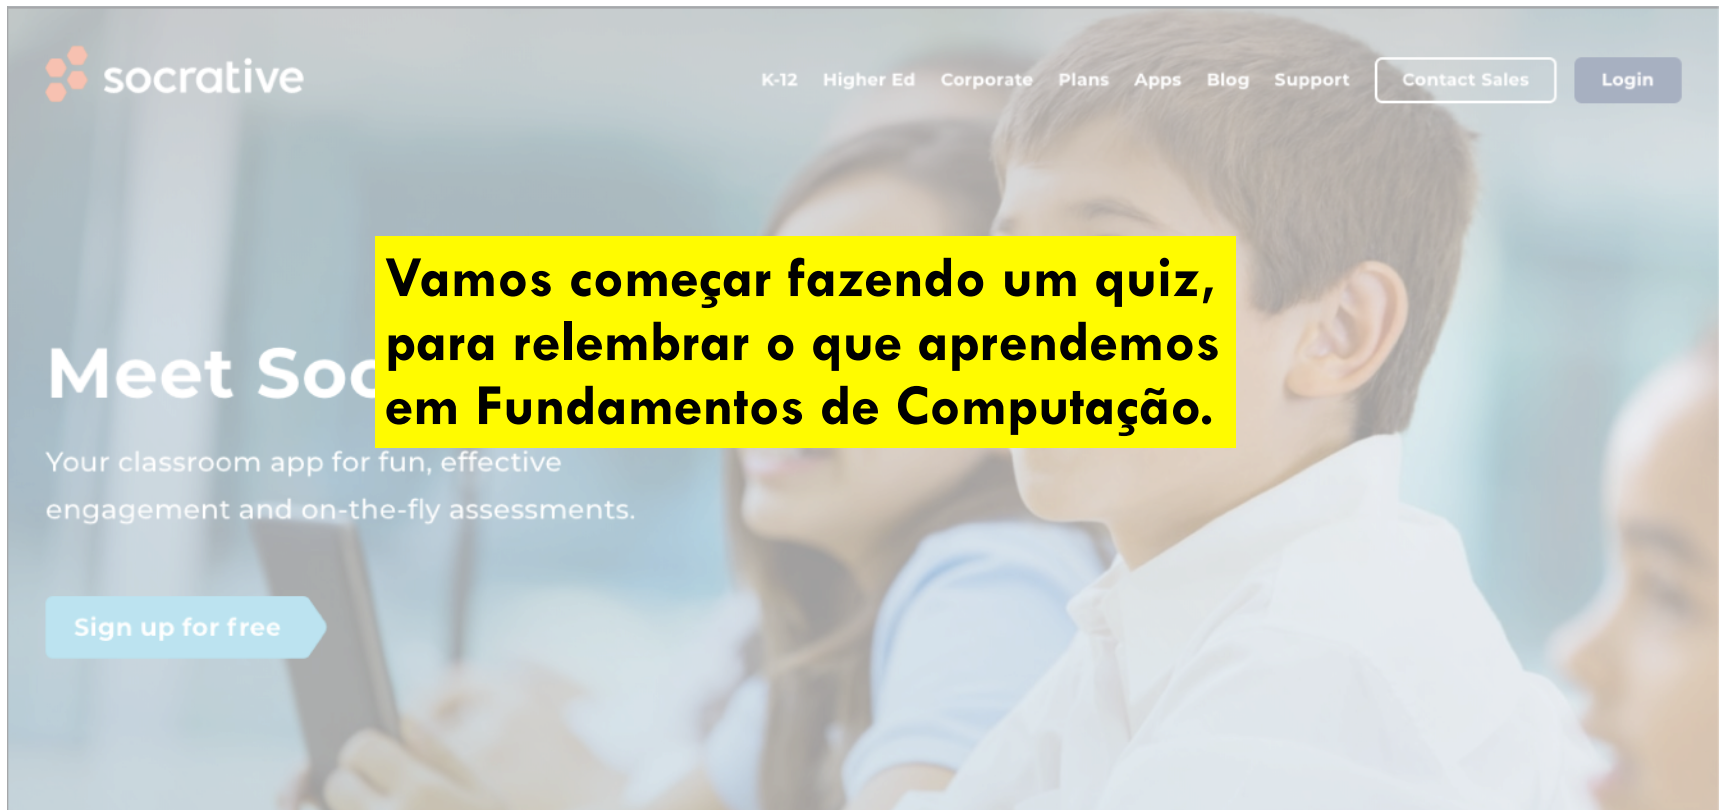 socrative
K-12 Higher Ed Corporate Plans Apps Blog Support Contact Sales Login
Vamos começar fazendo um quiz,
para relembrar o que aprendemos
em Fundamentos de Computação.
Meet Soc
Your classroom app for fun, effective
engagement and on-the-fly assessments.
Sign up for free